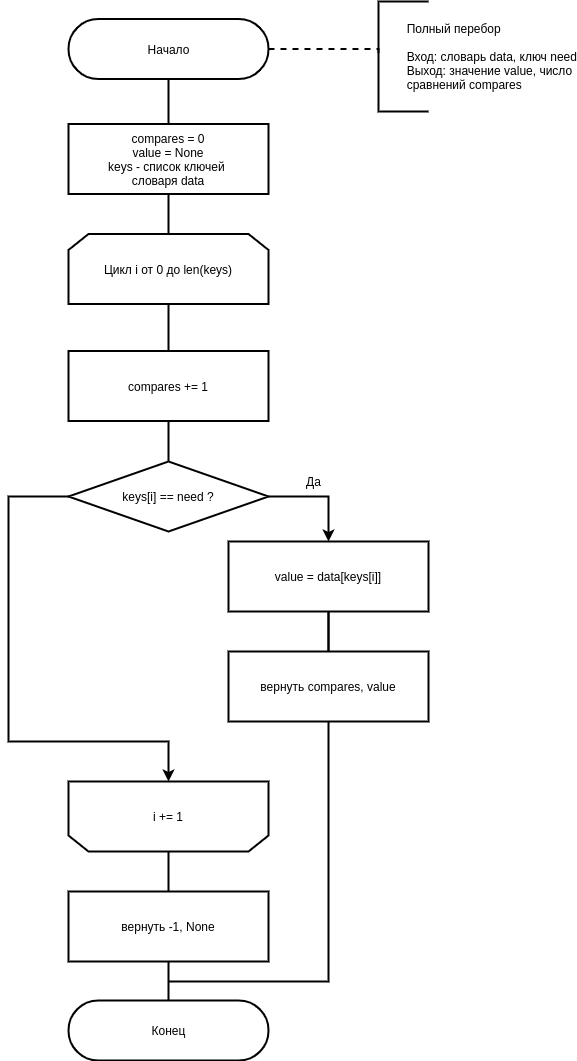 Начало
Полный перебор
Вход: словарь data, ключ need
Выход: значение value, число
сравнений compares
compares = 0
value = None
keys - список ключей
словаря data
Цикл i от 0 до len(keys)
compares += 1
keys[i] == need ?
Да
value = data[keys[i]]
вернуть compares, value
i += 1
вернуть -1, None
Конец